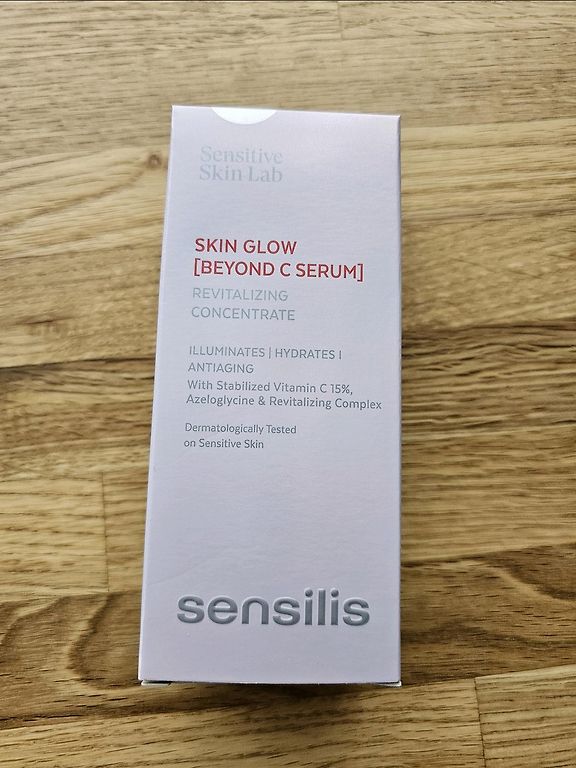 Sensitive
Skin Lab
SKIN GLOW
[BEYOND C SERUM]
REVITALIZING
CONCENTRATE
ILLUMINATES | HYDRATES |
ANTIAGING
With Stabilized Vitamin C 15%,
Azeloglycine & Revitalizing Complex
Dermatologically Tested
on Sensitive Skin
sensilis